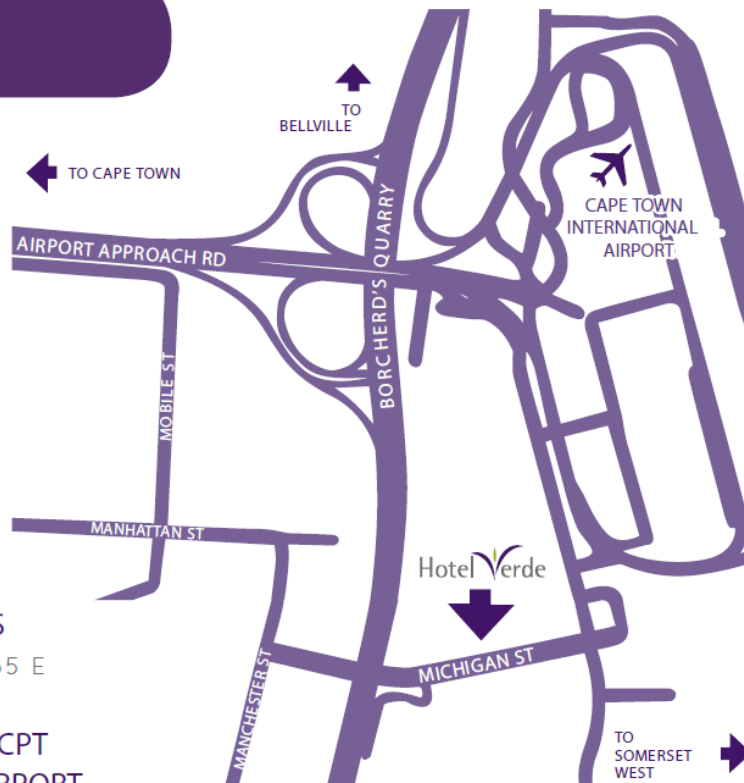 TO
BELLVILLE
TO CAPE TOWN
CAPE TOWN
INTERNATIONAL
AIRPORT
AIRPORT APPROACH RD
BORCHERD'S QUARRY
MOBILE ST
MANHATTAN ST
Hotel Verde
S
55 E
MICHIGAN ST
MANCHESTER ST
CPT
TO
SOMERSET
WEST